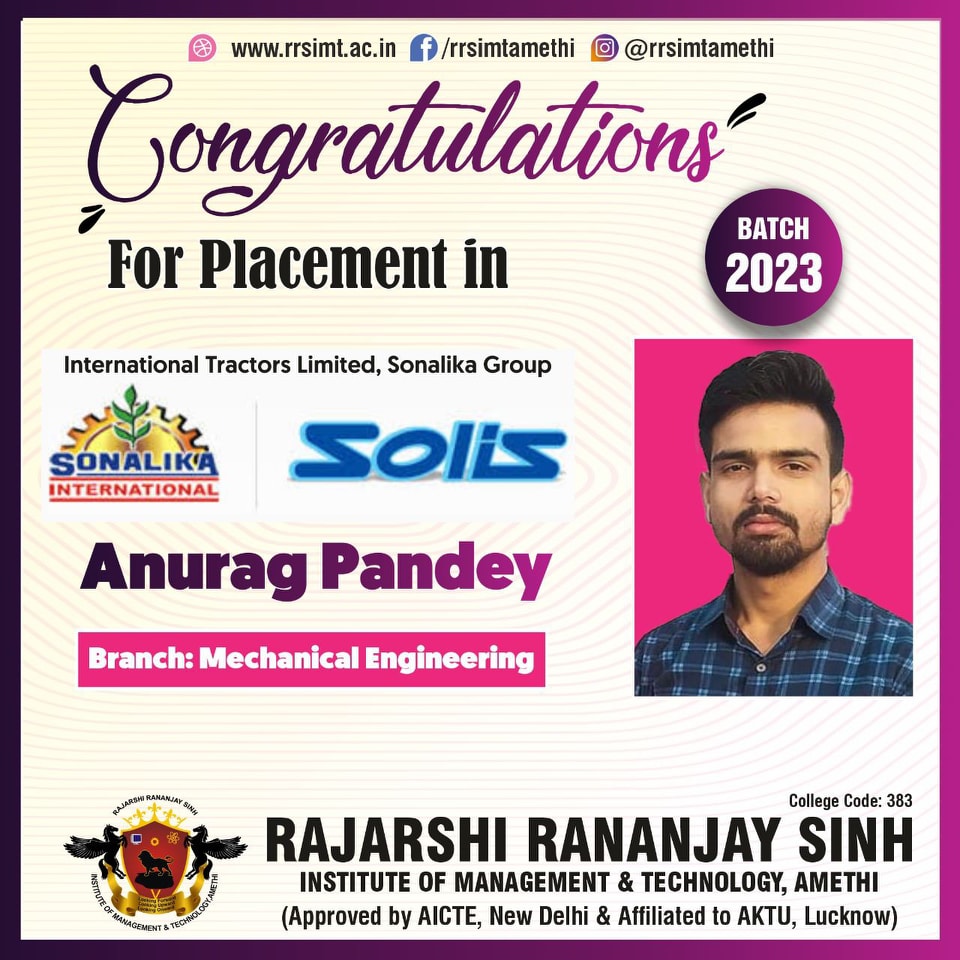 www.rrsimt.ac.in /rrsimtamethi @rrsimtamethi
Congratulations
For Placement in
BATCH
2023
International Tractors Limited, Sonalika Group
SONALIKA
INTERNATIONAL
Solis
Anurag Pandey
Branch: Mechanical Engineering
College Code: 383
RAJARSHI RANANJAY SINH
INSTITUTE OF MANAGEMENT & TECHNOLOGY, AMETHI
(Approved by AICTE, New Delhi & Affiliated to AKTU, Lucknow)
RAJARSHI RANANJAY SINH
INSTITUTE OF MANAGEMENT & TECHNOLOGY,AMETHI